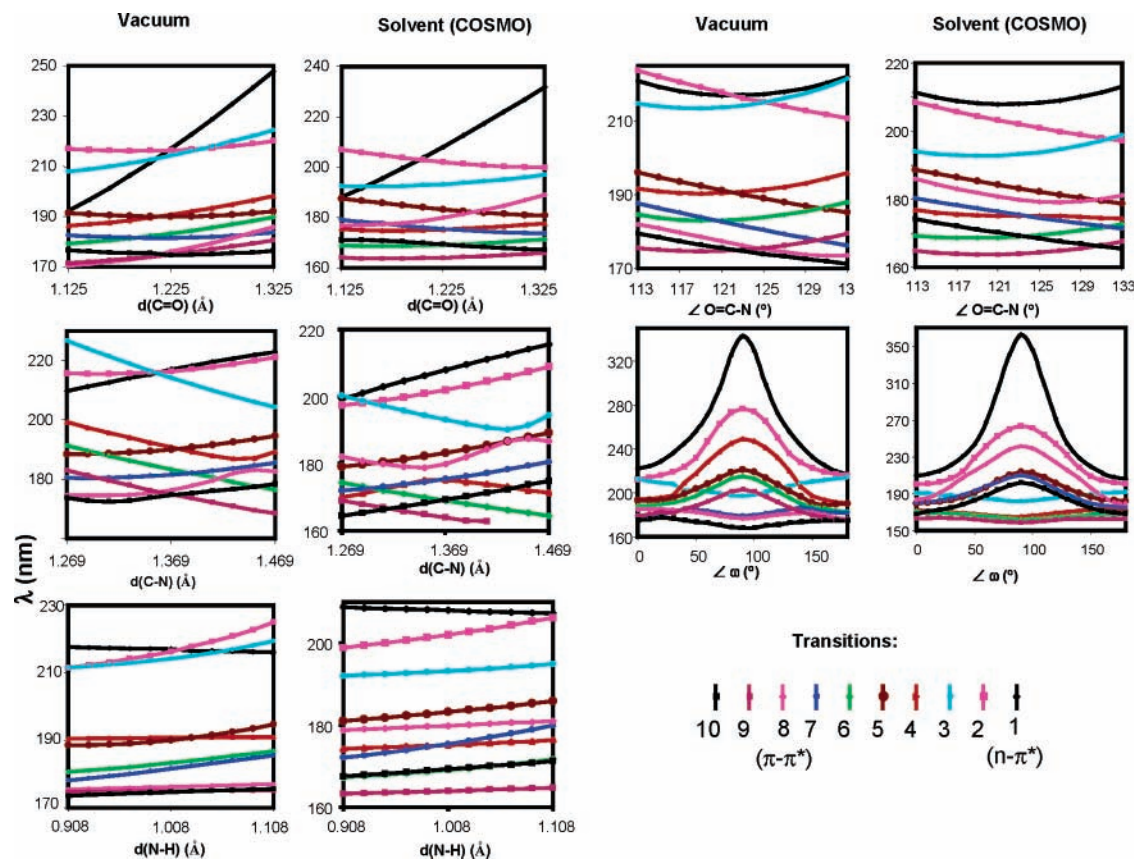 Vacuum Solvent (COSMO) Vacuum Solvent (COSMO)
250
230
210
190
170
1.125 1.225 1.325
d(C=O) (Å)
240
220
200
180
160
1.125 1.225 1.325
d(C=O) (Å)
210
190
170
113 117 121 125 129 13
∠ O=C-N (º)
220
200
180
160
113 117 121 125 129 133
∠ O=C-N (º)
220
200
180
1.269 1.369 1.469
d(C-N) (Å)
220
200
180
160
1.269 1.369 1.469
d(C-N) (Å)
320
280
240
200
160
0 50 100 150
∠ ω (º)
350
310
270
230
190
150
0 50 100 150
∠ ω (º)
λ (nm)
230
210
190
170
0.908 1.008 1.108
d(N-H) (Å)
200
180
160
0.908 1.008 1.108
d(N-H) (Å)
Transitions:
10 9 8 7 6 5 4 3 2 1
(π-π*) (n-π*)